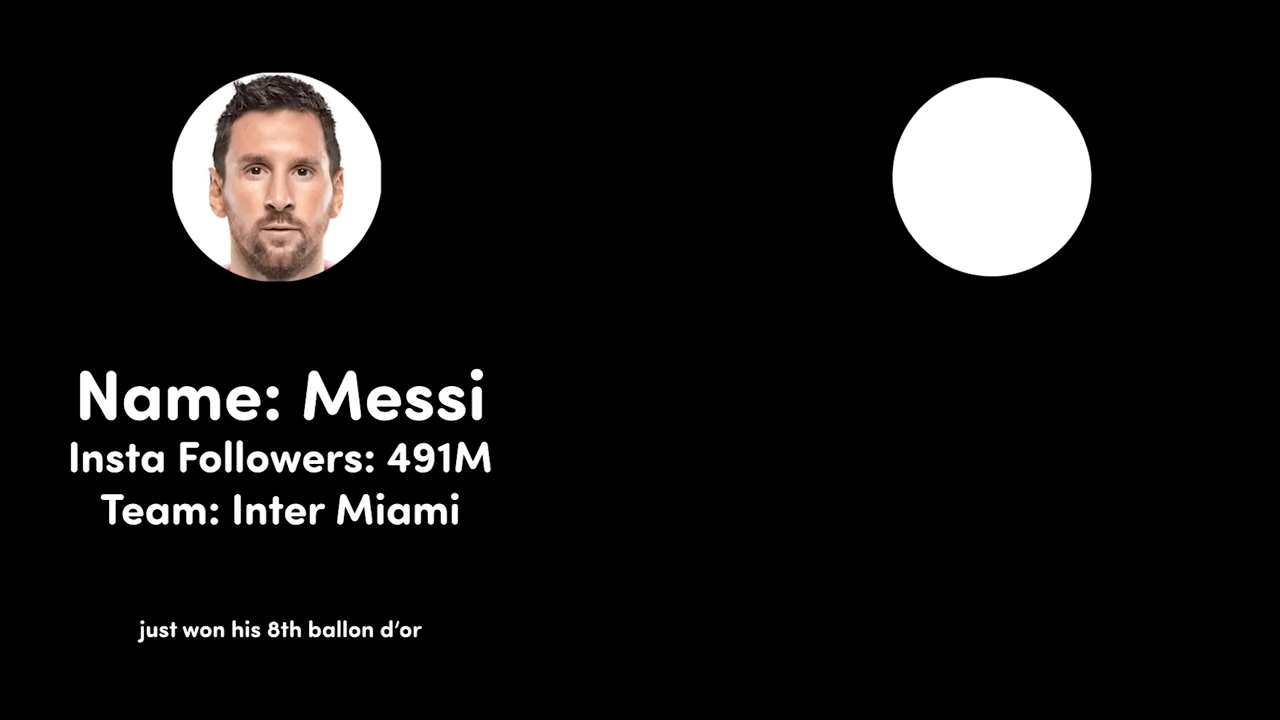 Name: Messi
Insta Followers: 491M
Team: Inter Miami
just won his 8th ballon d’or